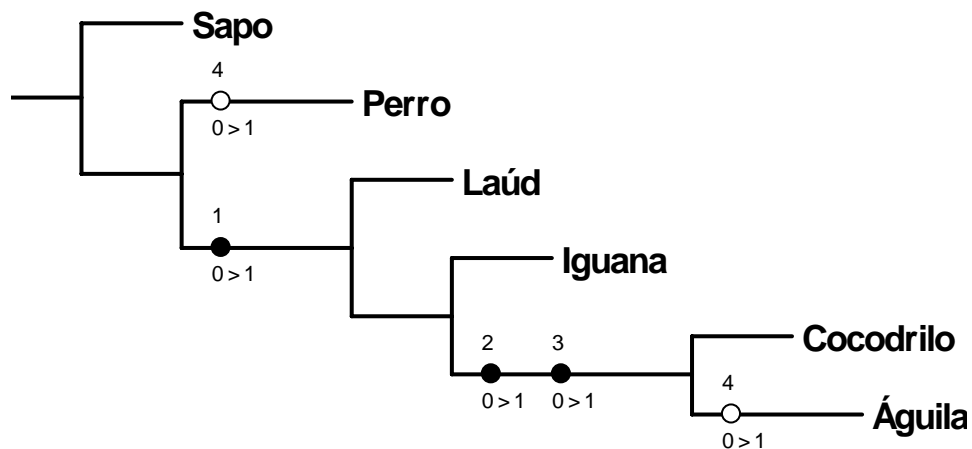 Sapo
4
0 > 1
Perro
Laúd
1
0 > 1
Iguana
2 3
0 > 1 0 > 1
Cocodrilo
4
0 > 1
Águila